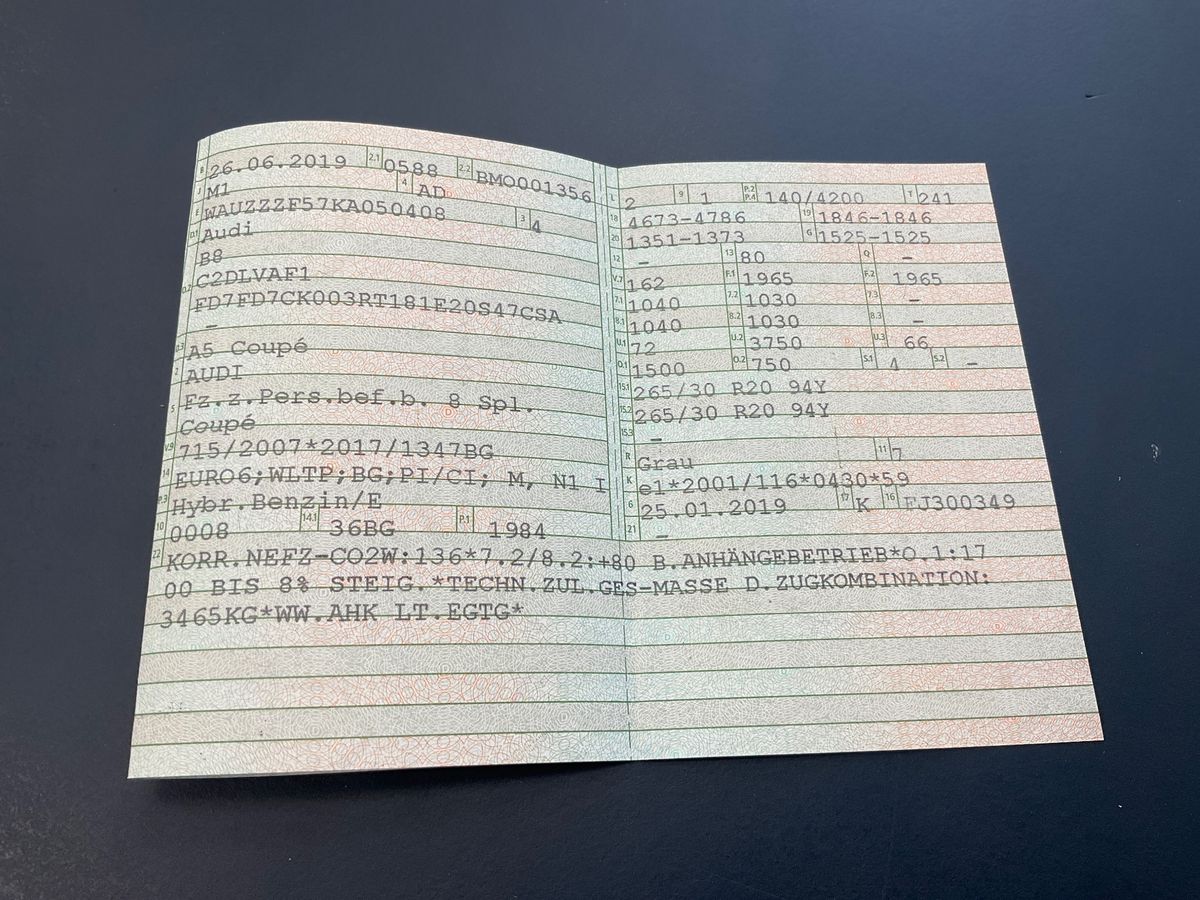 B 26.06.2019 2.1 0588 2.2 BMO001356
J M1 4 AD
E WAUZZZF57KA050408 3 4
D.1 Audi
B8
D.2 C2DLVAF1
FD7FD7CK003RT181E20S47CSA
–
D.3 A5 Coupé
2 AUDI
5 Fz.z.Pers.bef.b. 8 Spl.
Coupé
V.9 715/2007*2017/1347BG
14 EURO6;WLTP;BG;PI/CI; M, N1 I
P.3 Hybr.Benzin/E
10 0008 14.1 36BG P.1 1984
L 2 9 1 P.2 P.4 140/4200 T 241
18 4673-4786 19 1846-1846
20 1351-1373 G 1525-1525
12 – 13 80 Q –
V.7 162 F.1 1965 F.2 1965
7.1 1040 7.2 1030 7.3 –
8.1 1040 8.2 1030 8.3 –
U.1 72 U.2 3750 U.3 66
O.1 1500 O.2 750 S.1 4 S.2 –
15.1 265/30 R20 94Y
15.2 265/30 R20 94Y
15.3 –
R Grau 11 7
K e1*2001/116*0430*59
6 25.01.2019 17 K 16 FJ300349
21 –
22 KORR.NEFZ-CO2W:136*7.2/8.2:+80 B.ANHÄNGEBETRIEB*O.1:17
00 BIS 8% STEIG.*TECHN.ZUL.GES-MASSE D.ZUGKOMBINATION:
3465KG*WW.AHK LT.EGTG*